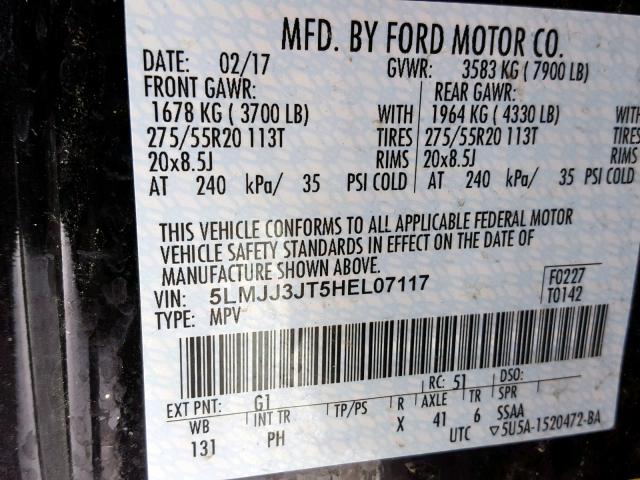 MFD. BY FORD MOTOR CO.
DATE: 02/17 GVWR: 3583 KG ( 7900 LB)
FRONT GAWR: REAR GAWR:
1678 KG ( 3700 LB) WITH 1964 KG ( 4330 LB) WITH
275/55R20 113T TIRES 275/55R20 113T TIRES
20x8.5J RIMS 20x8.5J RIMS
AT 240 kPa/ 35 PSI COLD AT 240 kPa/ 35 PSI COLD
THIS VEHICLE CONFORMS TO ALL APPLICABLE FEDERAL MOTOR
VEHICLE SAFETY STANDARDS IN EFFECT ON THE DATE OF
MANUFACTURE SHOWN ABOVE.
VIN: 5LMJJ3JT5HEL07117 F0227
TYPE: MPV T0142
EXT PNT: G1 RC: 51 DSO:
WB INT TR TP/PS R AXLE TR SPR
131 PH X 41 6 SSAA
UTC ▽5U5A-1520472-BA